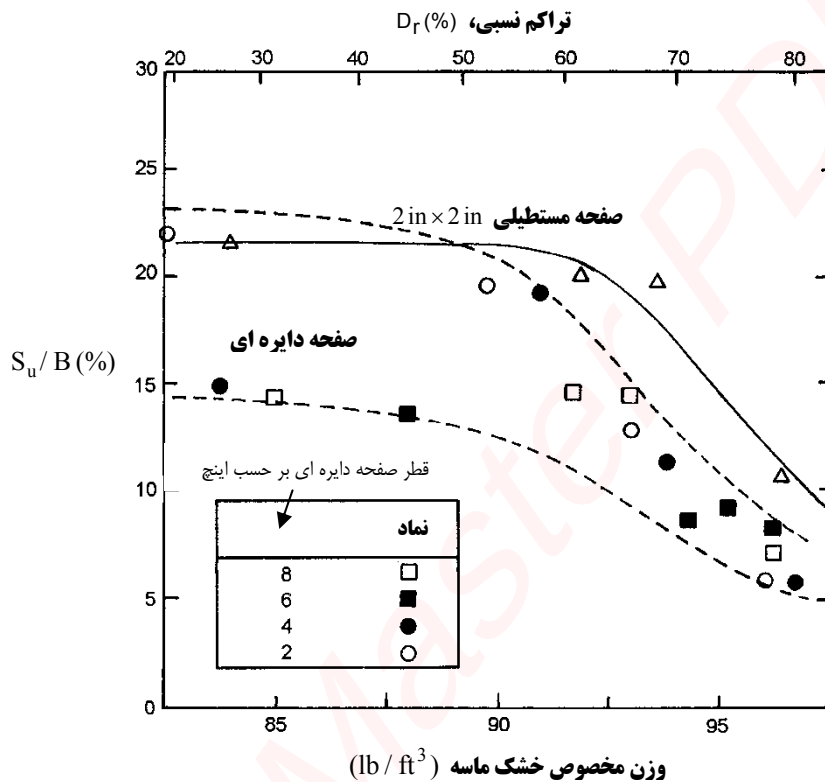 تراکم نسبی، Dr (%)
20 30 40 50 60 70 80
30
25
20
15
10
5
0
Su / B (%)
صفحه مستطیلی 2 in × 2 in
صفحه دایره ای
قطر صفحه دایره ای بر حسب اینچ
نماد
8
6
4
2
85 90 95
وزن مخصوص خشک ماسه (lb / ft³)
Master PD